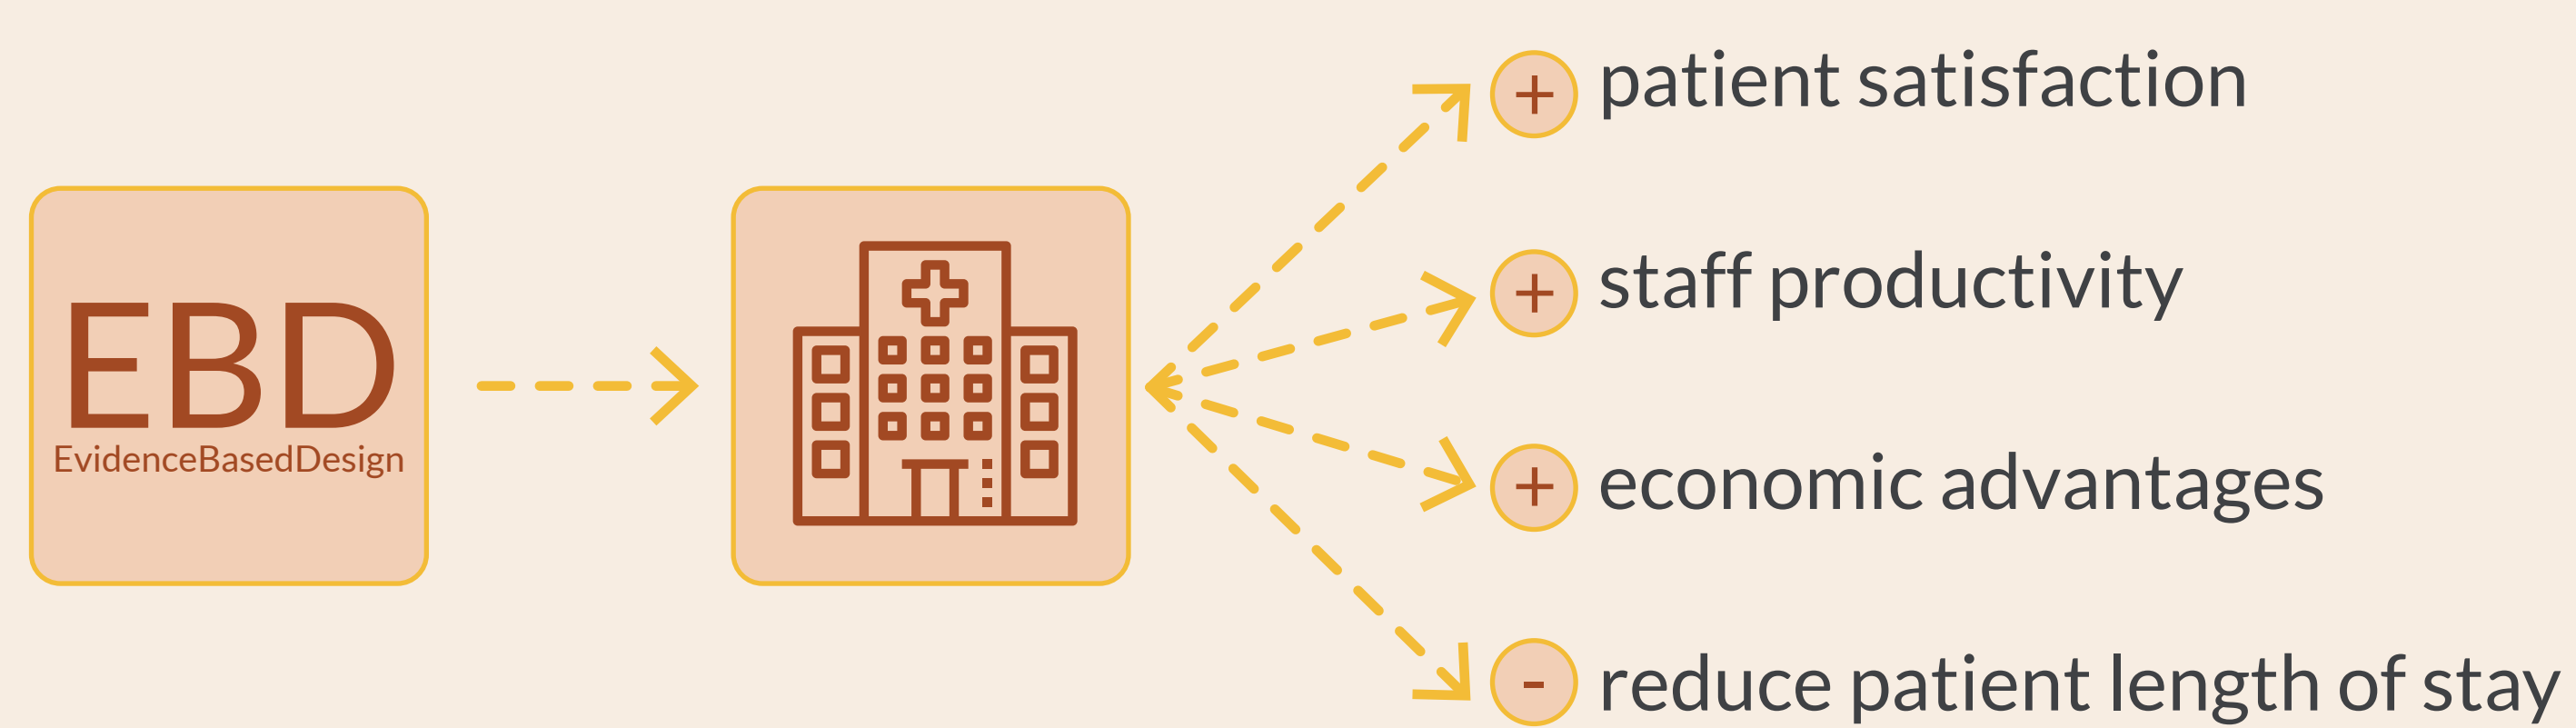 EBD
EvidenceBasedDesign
+ patient satisfaction
+ staff productivity
+ economic advantages
- reduce patient length of stay